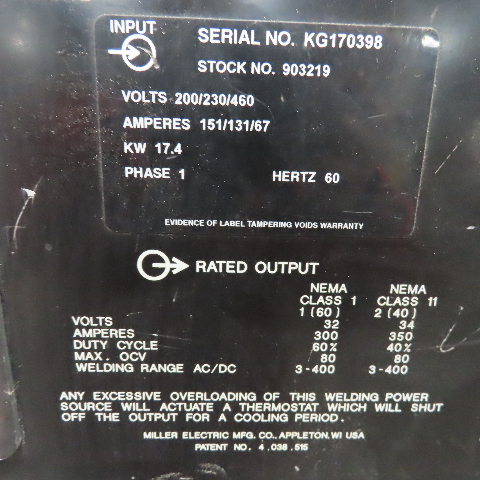 INPUT
SERIAL NO. KG170398
STOCK NO. 903219
VOLTS 200/230/460
AMPERES 151/131/67
KW 17.4
PHASE 1 HERTZ 60
EVIDENCE OF LABEL TAMPERING VOIDS WARRANTY
RATED OUTPUT
NEMA NEMA
CLASS 1 CLASS 11
1 (60) 2 (40)
VOLTS 32 34
AMPERES 300 350
DUTY CYCLE 60% 40%
MAX. OCV 80 80
WELDING RANGE AC/DC 3-400 3-400
ANY EXCESSIVE OVERLOADING OF THIS WELDING POWER
SOURCE WILL ACTUATE A THERMOSTAT WHICH WILL SHUT
OFF THE OUTPUT FOR A COOLING PERIOD.
MILLER ELECTRIC MFG. CO., APPLETON, WI USA
PATENT NO. 4,038,515